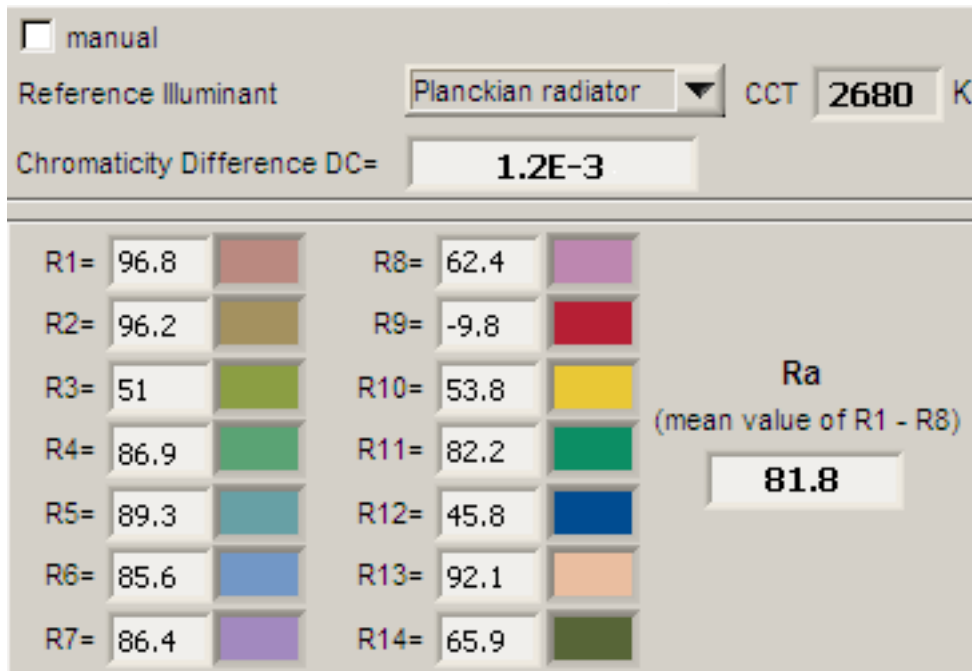 manual
Reference Illuminant Planckian radiator CCT 2680 K
Chromaticity Difference DC= 1.2E-3
R1= 96.8 R8= 62.4
R2= 96.2 R9= -9.8
R3= 51 R10= 53.8
Ra
(mean value of R1 - R8)
R4= 86.9 R11= 82.2
81.8
R5= 89.3 R12= 45.8
R6= 85.6 R13= 92.1
R7= 86.4 R14= 65.9